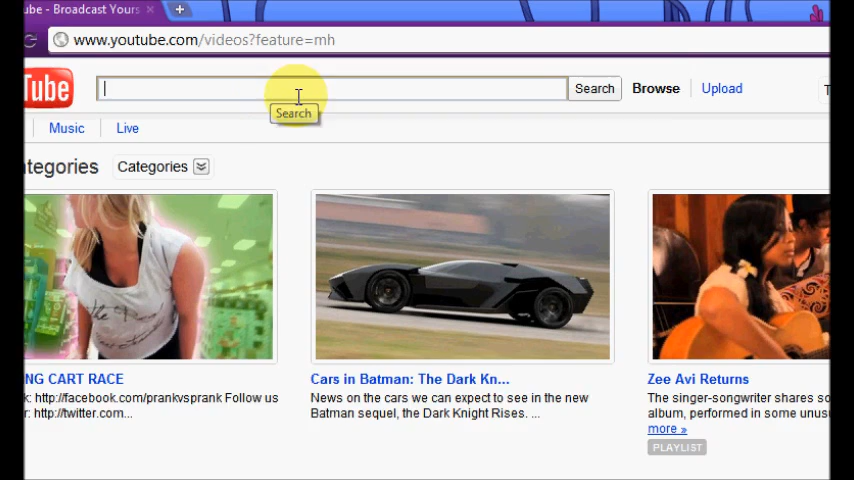 ube - Broadcast Yours
www.youtube.com/videos?feature=mh
Tube
Search
Browse
Upload
Search
Music
Live
tegories
Categories
NG CART RACE
k: http://facebook.com/prankvsprank Follow us
r: http://twitter.com...
Cars in Batman: The Dark Kn...
News on the cars we can expect to see in the new
Batman sequel, the Dark Knight Rises. ...
Zee Avi Returns
The singer-songwriter shares so
album, performed in some unusu
more »
PLAYLIST